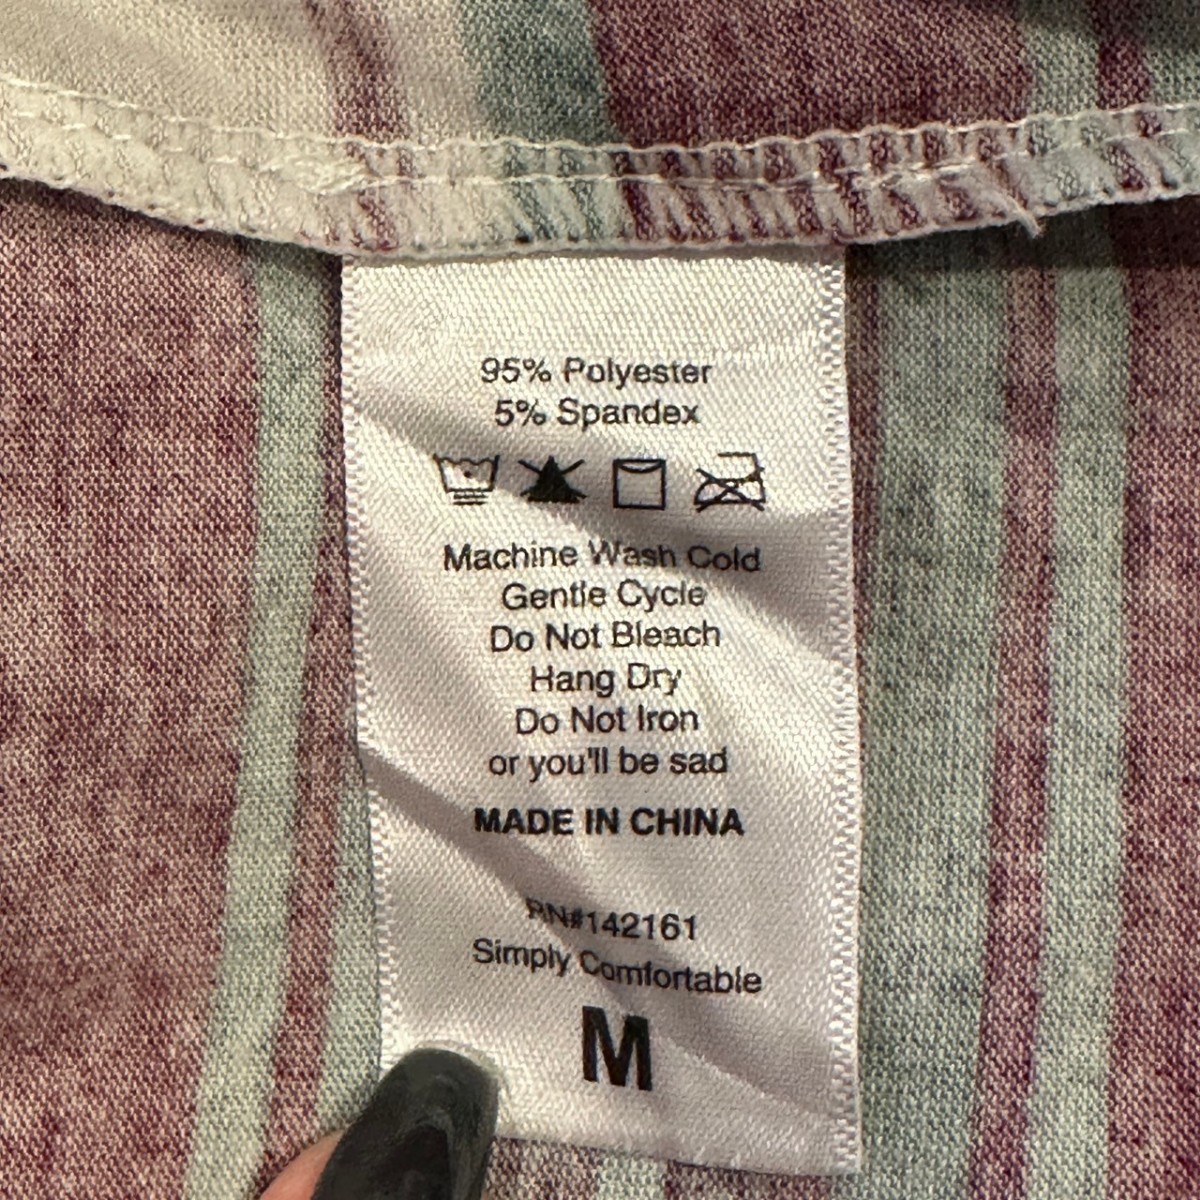 95% Polyester
5% Spandex
Machine Wash Cold
Gentle Cycle
Do Not Bleach
Hang Dry
Do Not Iron
or you'll be sad
MADE IN CHINA
RN#142161
Simply Comfortable
M